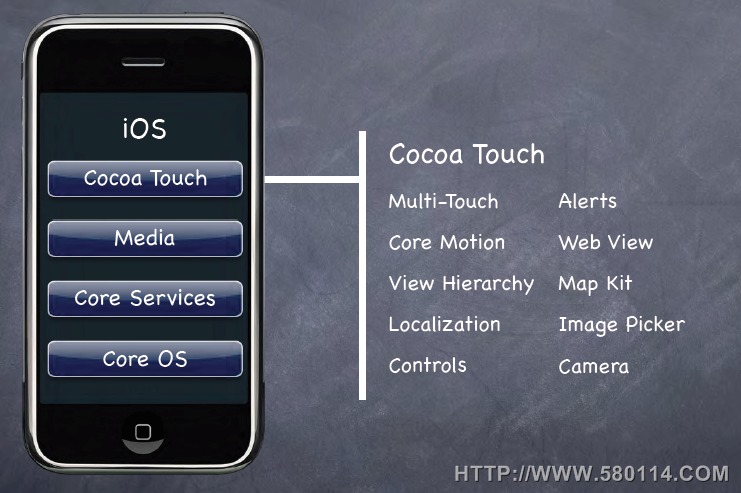 iOS
Cocoa Touch
Media
Core Services
Core OS
Cocoa Touch
Multi-Touch
Core Motion
View Hierarchy
Localization
Controls
Alerts
Web View
Map Kit
Image Picker
Camera
HTTP://WWW.580114.COM